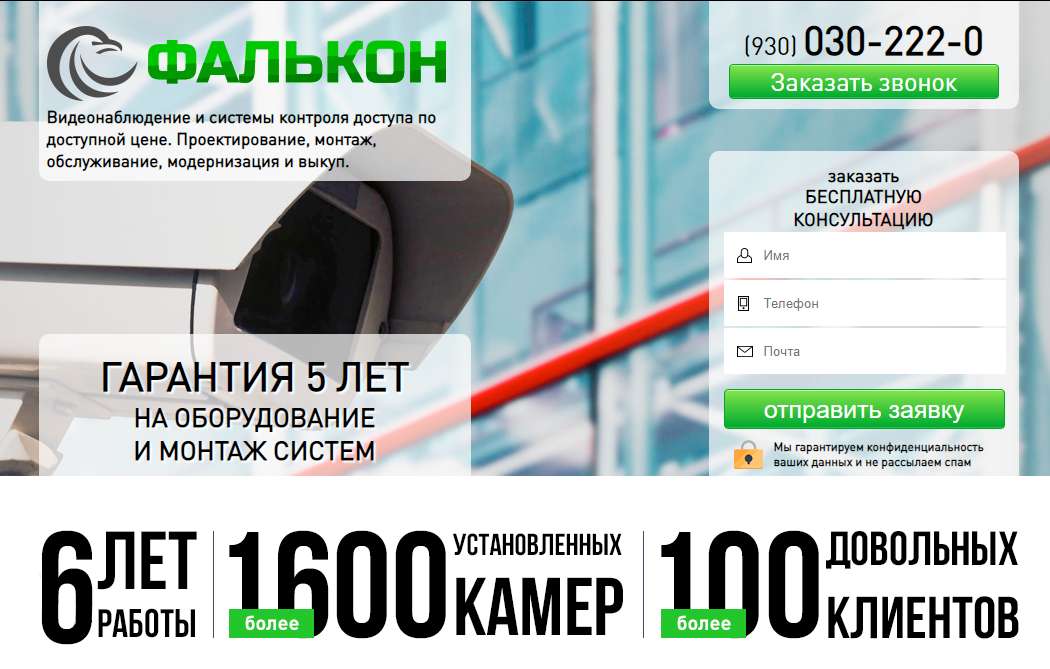 ФАЛЬКОН
Видеонаблюдение и системы контроля доступа по
доступной цене. Проектирование, монтаж,
обслуживание, модернизация и выкуп.
(930) 030-222-0
Заказать звонок
заказать
БЕСПЛАТНУЮ
КОНСУЛЬТАЦИЮ
Имя
Телефон
Почта
отправить заявку
Мы гарантируем конфиденциальность
ваших данных и не рассылаем спам
ГАРАНТИЯ 5 ЛЕТ
НА ОБОРУДОВАНИЕ
И МОНТАЖ СИСТЕМ
6 ЛЕТ
РАБОТЫ
более 1600 УСТАНОВЛЕННЫХ
КАМЕР
более 100 ДОВОЛЬНЫХ
КЛИЕНТОВ